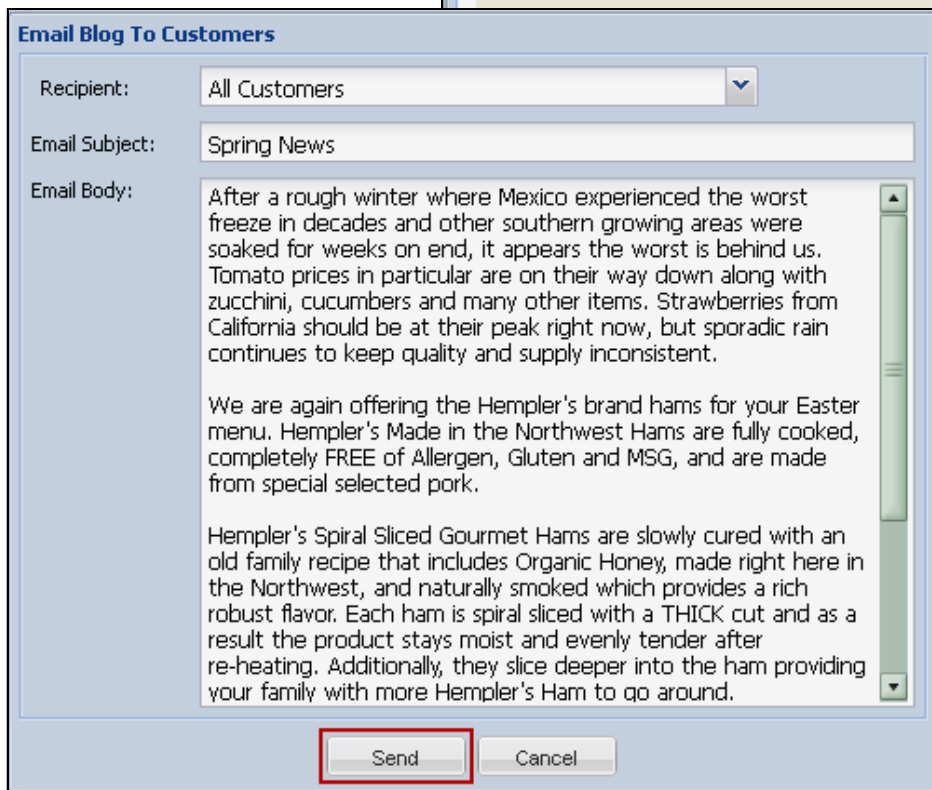 Email Blog To Customers
Recipient: All Customers
Email Subject: Spring News
Email Body:
After a rough winter where Mexico experienced the worst
freeze in decades and other southern growing areas were
soaked for weeks on end, it appears the worst is behind us.
Tomato prices in particular are on their way down along with
zucchini, cucumbers and many other items. Strawberries from
California should be at their peak right now, but sporadic rain
continues to keep quality and supply inconsistent.
We are again offering the Hempler's brand hams for your Easter
menu. Hempler's Made in the Northwest Hams are fully cooked,
completely FREE of Allergen, Gluten and MSG, and are made
from special selected pork.
Hempler's Spiral Sliced Gourmet Hams are slowly cured with an
old family recipe that includes Organic Honey, made right here in
the Northwest, and naturally smoked which provides a rich
robust flavor. Each ham is spiral sliced with a THICK cut and as a
result the product stays moist and evenly tender after
re-heating. Additionally, they slice deeper into the ham providing
your family with more Hempler's Ham to go around.
Send Cancel